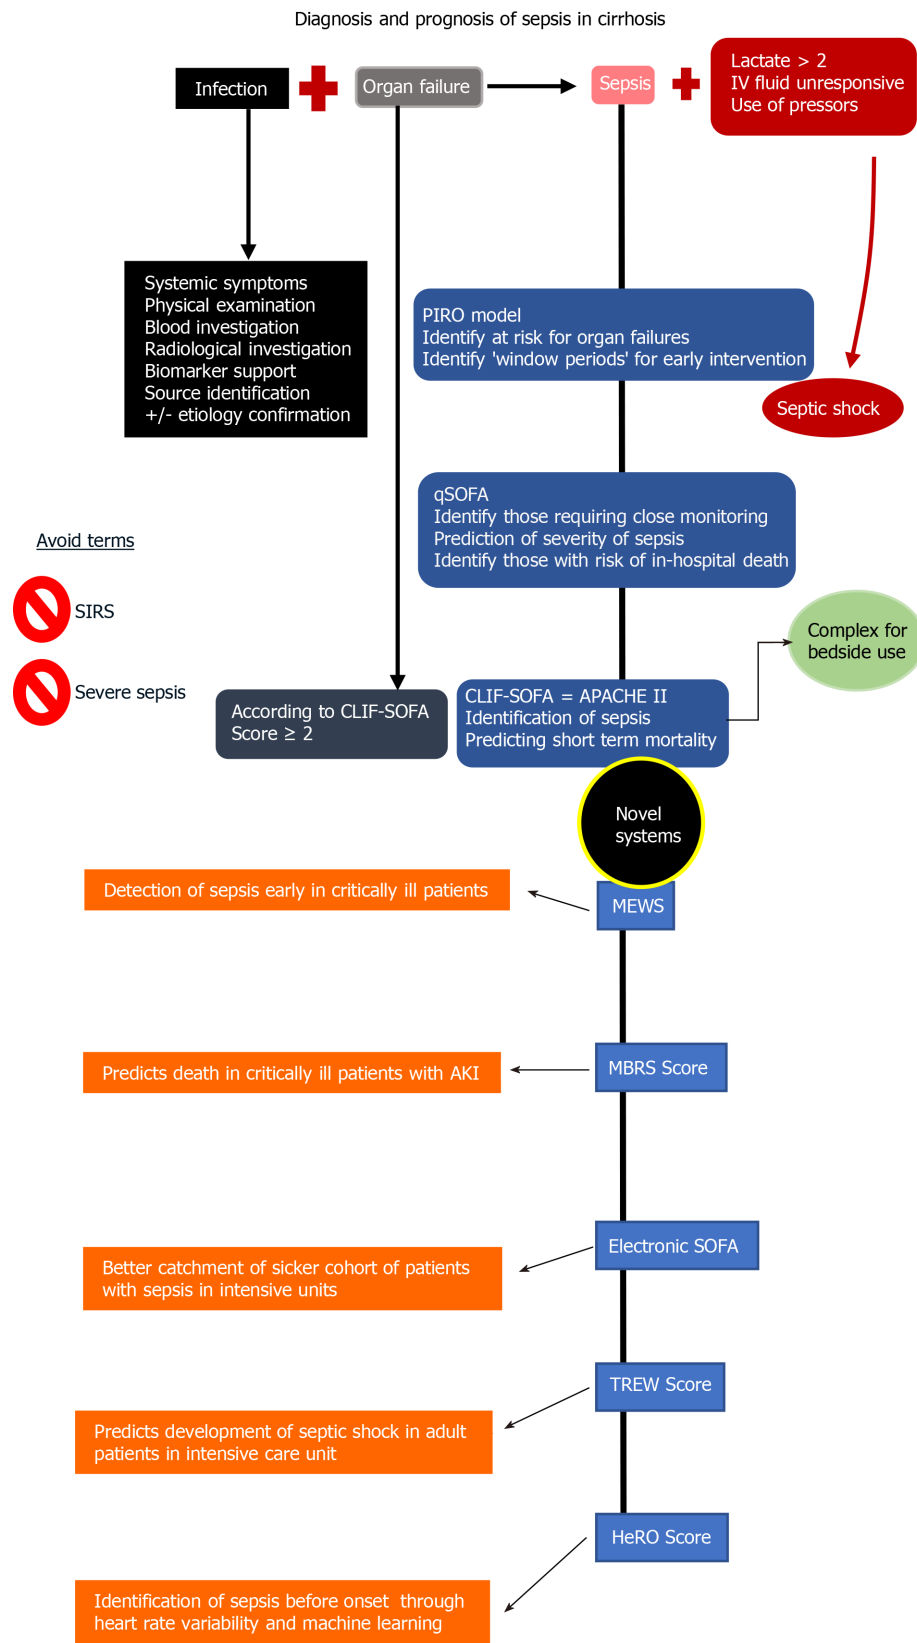 Diagnosis and prognosis of sepsis in cirrhosis
Infection
Organ failure
Sepsis
Lactate > 2
IV fluid unresponsive
Use of pressors
Systemic symptoms
Physical examination
Blood investigation
Radiological investigation
Biomarker support
Source identification
+/- etiology confirmation
PIRO model
Identify at risk for organ failures
Identify 'window periods' for early intervention
Septic shock
qSOFA
Identify those requiring close monitoring
Prediction of severity of sepsis
Identify those with risk of in-hospital death
Avoid terms
SIRS
Severe sepsis
Complex for
bedside use
According to CLIF-SOFA
Score ≥ 2
CLIF-SOFA = APACHE II
Identification of sepsis
Predicting short term mortality
Novel
systems
Detection of sepsis early in critically ill patients
MEWS
Predicts death in critically ill patients with AKI
MBRS Score
Electronic SOFA
Better catchment of sicker cohort of patients
with sepsis in intensive units
TREW Score
Predicts development of septic shock in adult
patients in intensive care unit
HeRO Score
Identification of sepsis before onset through
heart rate variability and machine learning